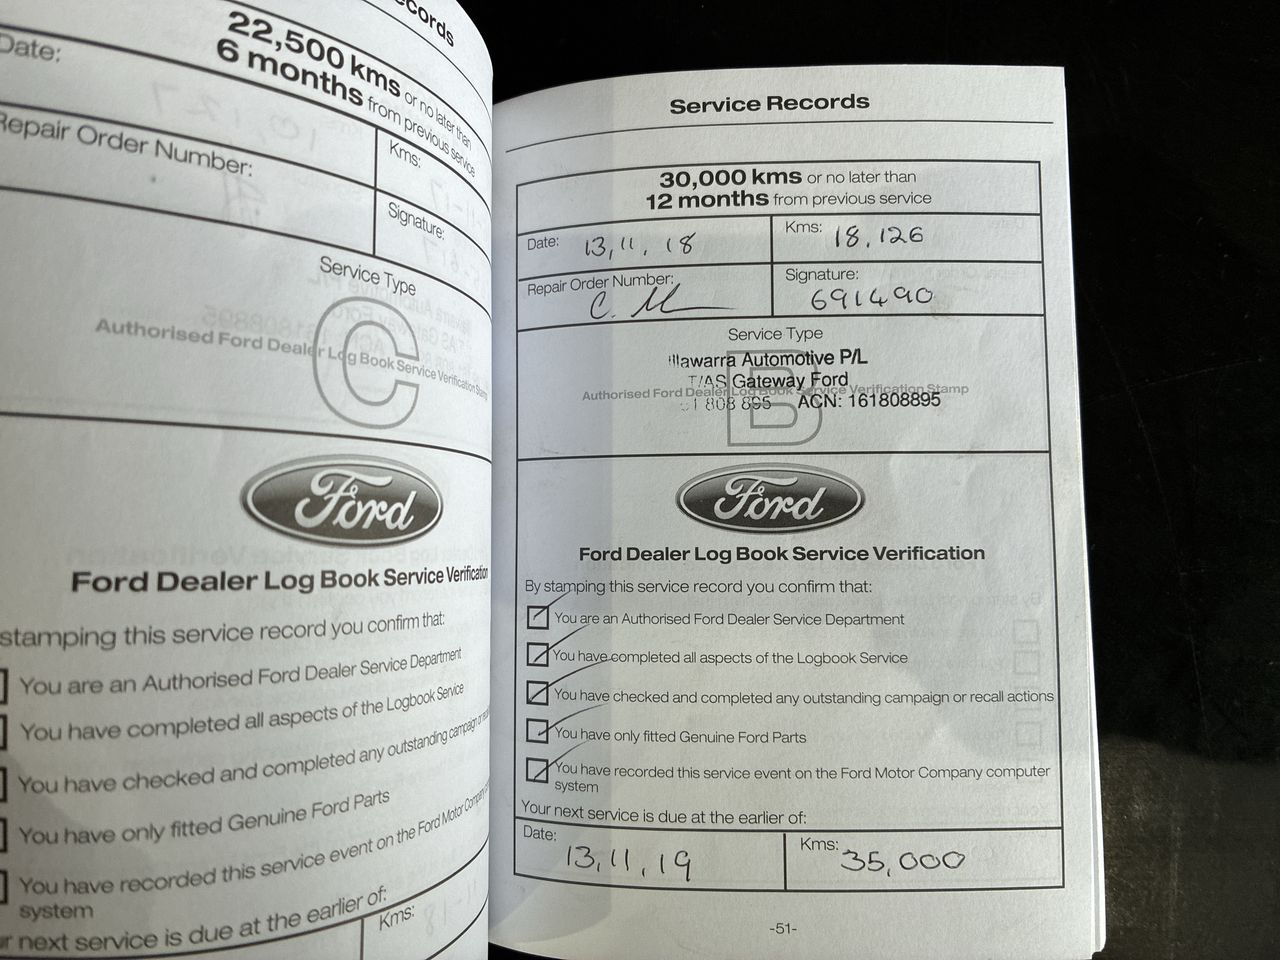 cords
22,500 kms or no later than
6 months from previous service
Date:
Kms:
Repair Order Number:
Signature:
Service Type
C
Authorised Ford Dealer Log Book Service Verification Stamp
Ford
Ford Dealer Log Book Service Verification
stamping this service record you confirm that:
You are an Authorised Ford Dealer Service Department
You have completed all aspects of the Logbook Service
You have checked and completed any outstanding campaign or
You have only fitted Genuine Ford Parts
You have recorded this service event on the Ford Motor Company
system
r next service is due at the earlier of:
Kms:
Service Records
30,000 kms or no later than
12 months from previous service
Date: 13,11,18
Kms: 18,126
Repair Order Number:
Signature: 691490
Service Type
llawarra Automotive P/L
T/AS Gateway Ford
B
Authorised Ford Dealer Log Book Service Verification Stamp
1 808 895 ACN: 161808895
Ford
Ford Dealer Log Book Service Verification
By stamping this service record you confirm that:
You are an Authorised Ford Dealer Service Department
You have completed all aspects of the Logbook Service
You have checked and completed any outstanding campaign or recall actions
You have only fitted Genuine Ford Parts
You have recorded this service event on the Ford Motor Company computer
system
Your next service is due at the earlier of:
Date: 13,11,19
Kms: 35,000
-51-